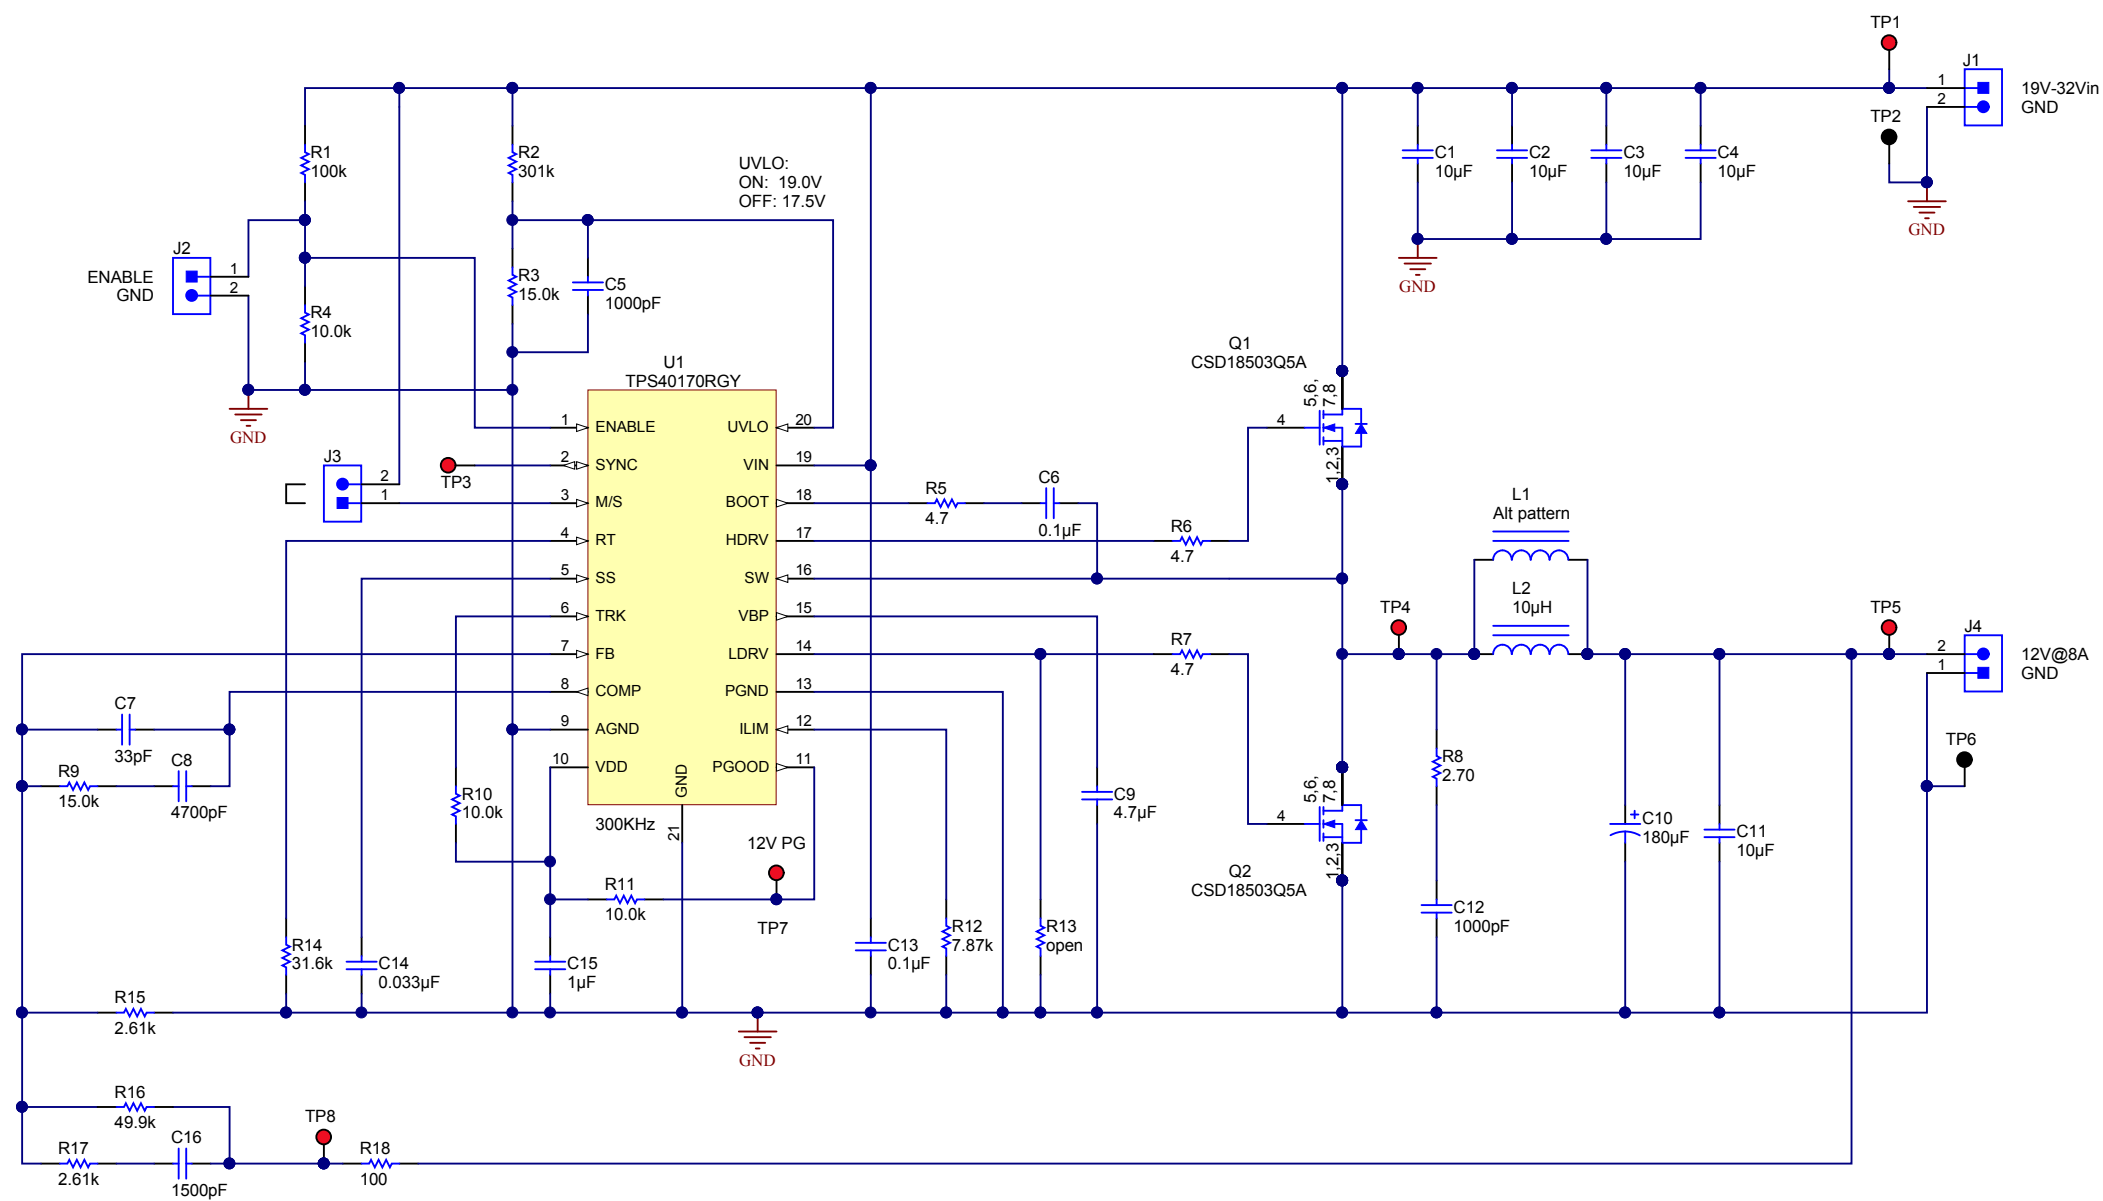 TP1
J1
1
19V-32Vin
2
GND
TP2
GND
R1
100k
R2
301k
UVLO:
ON: 19.0V
OFF: 17.5V
C1
10µF
C2
10µF
C3
10µF
C4
10µF
GND
J2
ENABLE
GND
1
2
R3
15.0k
C5
1000pF
R4
10.0k
GND
J3
2
1
TP3
U1
TPS40170RGY
1
ENABLE
2
SYNC
3
M/S
4
RT
5
SS
6
TRK
7
FB
8
COMP
9
AGND
10
VDD
UVLO
20
VIN
19
BOOT
18
HDRV
17
SW
16
VBP
15
LDRV
14
PGND
13
ILIM
12
PGOOD
11
GND
21
300KHz
Q1
CSD18503Q5A
5,6,
7,8
4
1,2,3
R5
4.7
C6
0.1µF
R6
4.7
R7
4.7
L1
Alt pattern
L2
10µH
TP4
TP5
J4
2
12V@8A
1
GND
TP6
C7
33pF
R9
15.0k
C8
4700pF
R10
10.0k
12V PG
TP7
R11
10.0k
C9
4.7µF
5,6,
7,8
4
1,2,3
Q2
CSD18503Q5A
R8
2.70
C12
1000pF
C10
180µF
+
C11
10µF
R14
31.6k
C14
0.033µF
C15
1µF
C13
0.1µF
R12
7.87k
R13
open
R15
2.61k
GND
R16
49.9k
R17
2.61k
C16
1500pF
TP8
R18
100